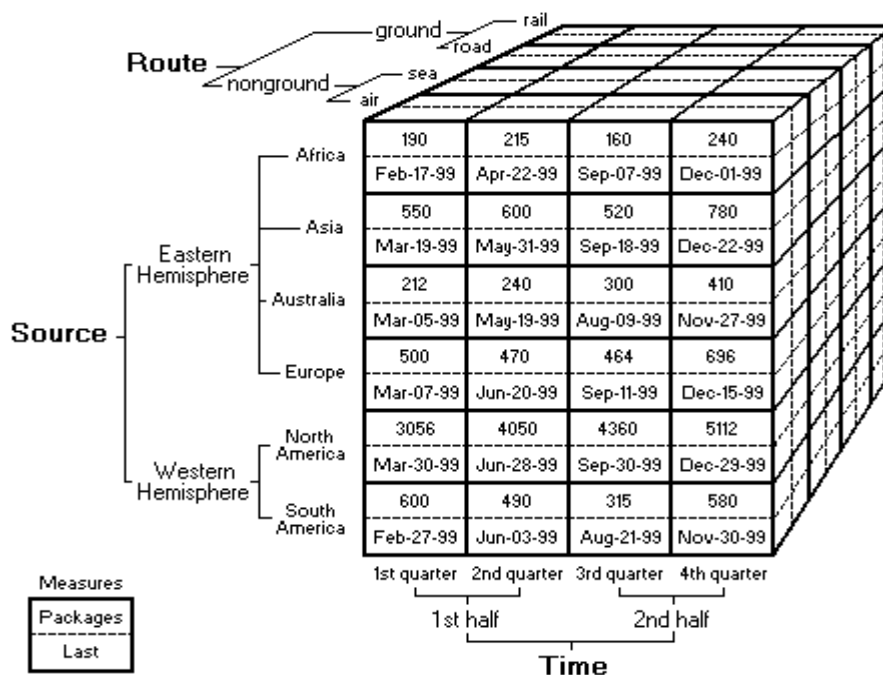 rail
ground
road
Route
sea
nonground
air
190 215 160 240
Africa
Feb-17-99 Apr-22-99 Sep-07-99 Dec-01-99
550 600 520 780
Asia
Mar-19-99 May-31-99 Sep-18-99 Dec-22-99
Eastern
Hemisphere
212 240 300 410
Australia
Mar-05-99 May-19-99 Aug-09-99 Nov-27-99
Source
500 470 464 696
Europe
Mar-07-99 Jun-20-99 Sep-11-99 Dec-15-99
3056 4050 4360 5112
North
America
Mar-30-99 Jun-28-99 Sep-30-99 Dec-29-99
Western
Hemisphere
600 490 315 580
South
America
Feb-27-99 Jun-03-99 Aug-21-99 Nov-30-99
1st quarter 2nd quarter 3rd quarter 4th quarter
Measures
Packages
Last
1st half 2nd half
Time